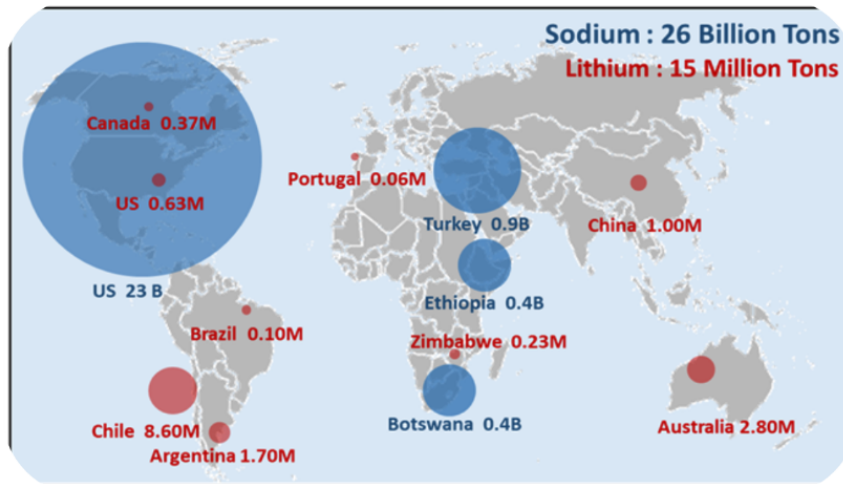 Sodium : 26 Billion Tons
Lithium : 15 Million Tons
Canada 0.37M
US 0.63M
Portugal 0.06M
Turkey 0.9B
China 1.00M
US 23 B
Ethiopia 0.4B
Brazil 0.10M
Zimbabwe 0.23M
Chile 8.60M
Botswana 0.4B
Australia 2.80M
Argentina 1.70M